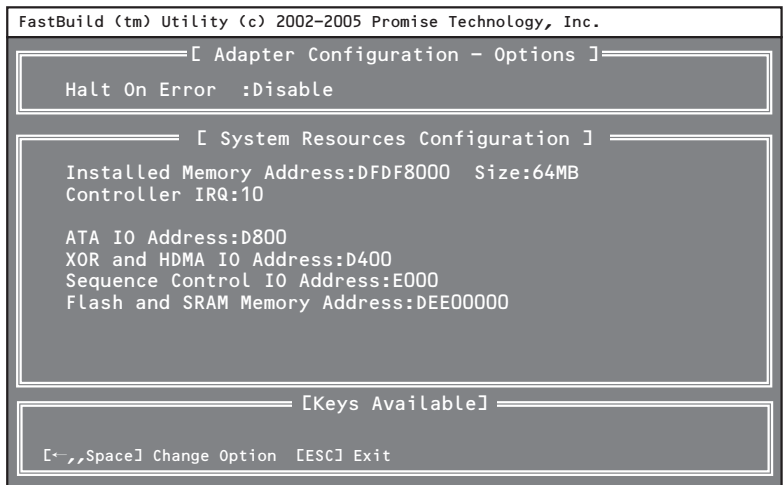 FastBuild (tm) Utility (c) 2002-2005 Promise Technology, Inc.
[ Adapter Configuration - Options ]
Halt On Error :Disable
[ System Resources Configuration ]
Installed Memory Address:DFDF8000 Size:64MB
Controller IRQ:10
ATA IO Address:D800
XOR and HDMA IO Address:D400
Sequence Control IO Address:E000
Flash and SRAM Memory Address:DEE00000
[Keys Available]
[←,,Space] Change Option [ESC] Exit